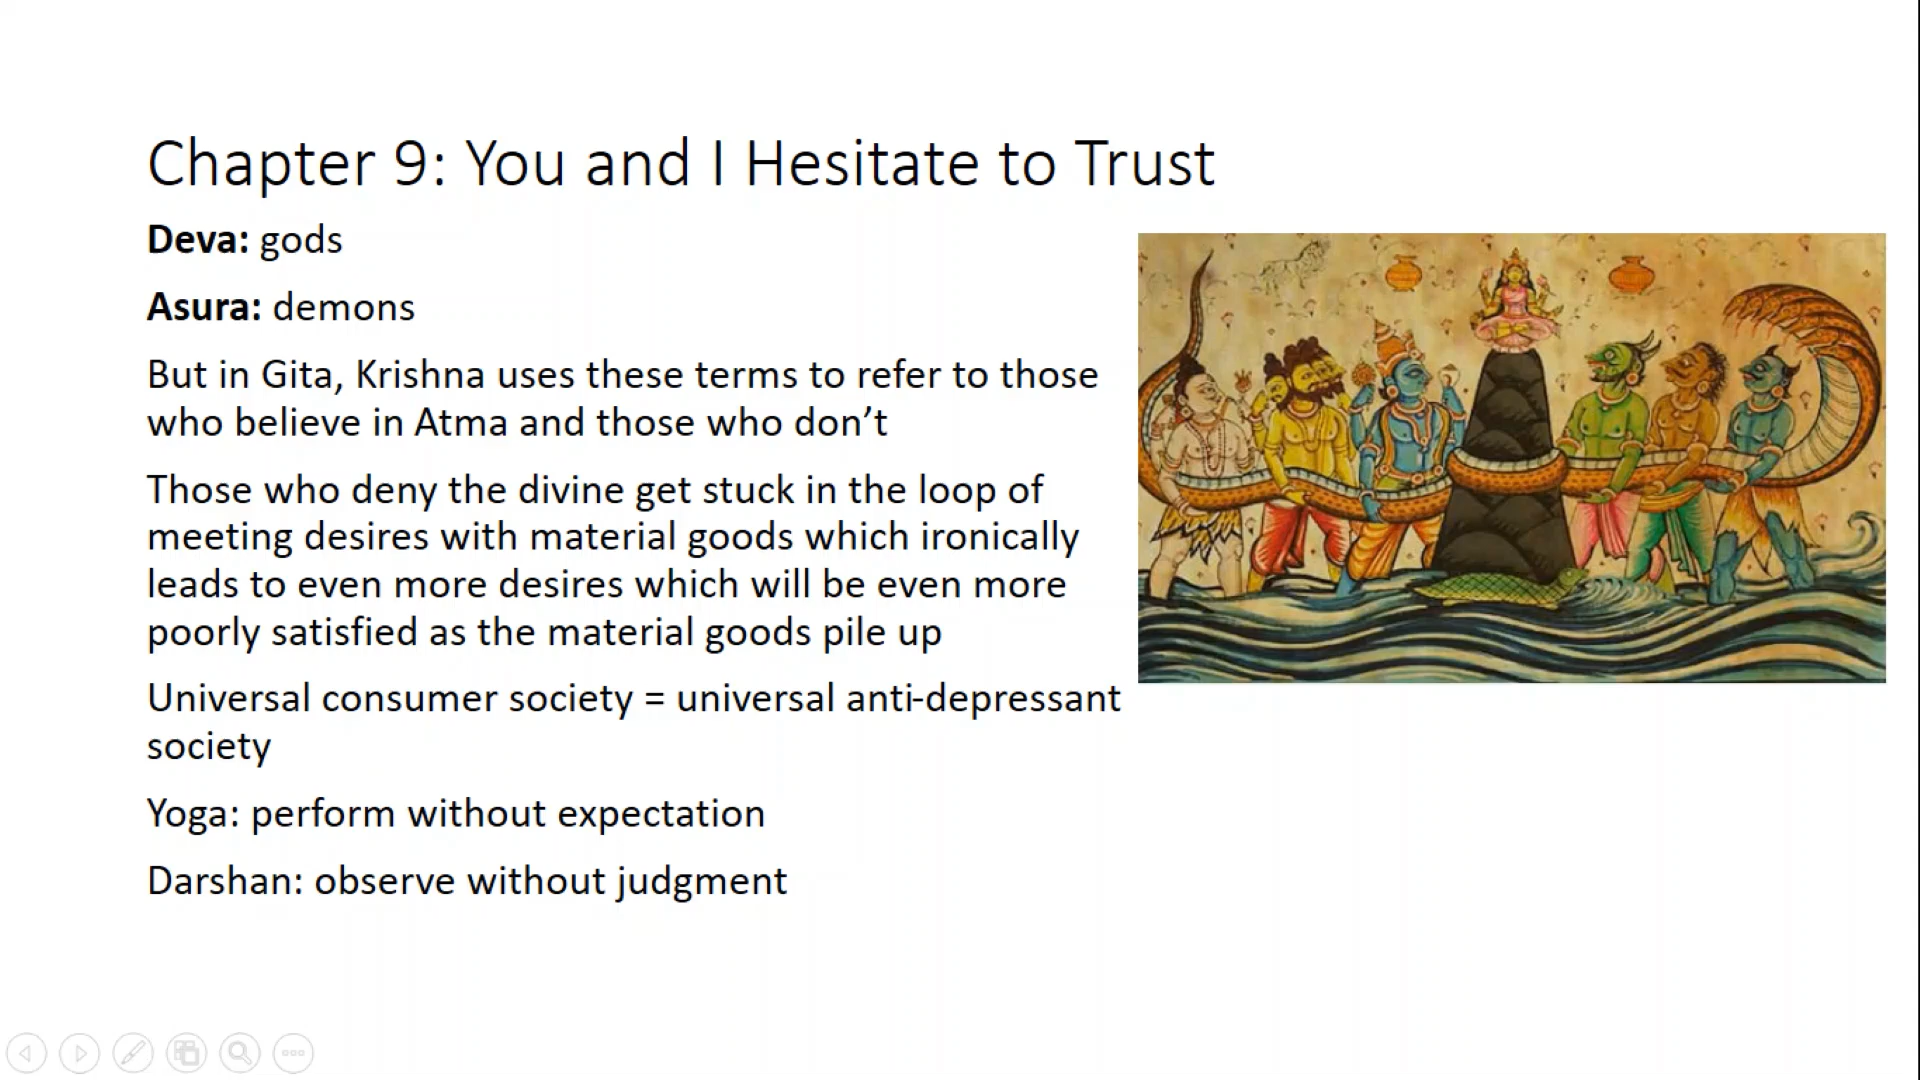 Chapter 9: You and I Hesitate to Trust
Deva: gods
Asura: demons
But in Gita, Krishna uses these terms to refer to those
who believe in Atma and those who don’t
Those who deny the divine get stuck in the loop of
meeting desires with material goods which ironically
leads to even more desires which will be even more
poorly satisfied as the material goods pile up
Universal consumer society = universal anti-depressant
society
Yoga: perform without expectation
Darshan: observe without judgment